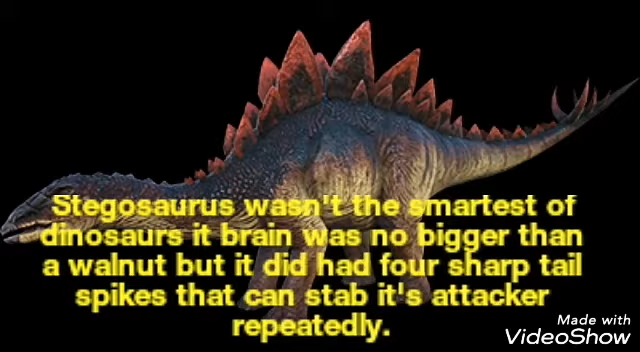 Stegosaurus wasn't the smartest of
dinosaurs it brain was no bigger than
a walnut but it did had four sharp tail
spikes that can stab it's attacker
repeatedly.
Made with
VideoShow